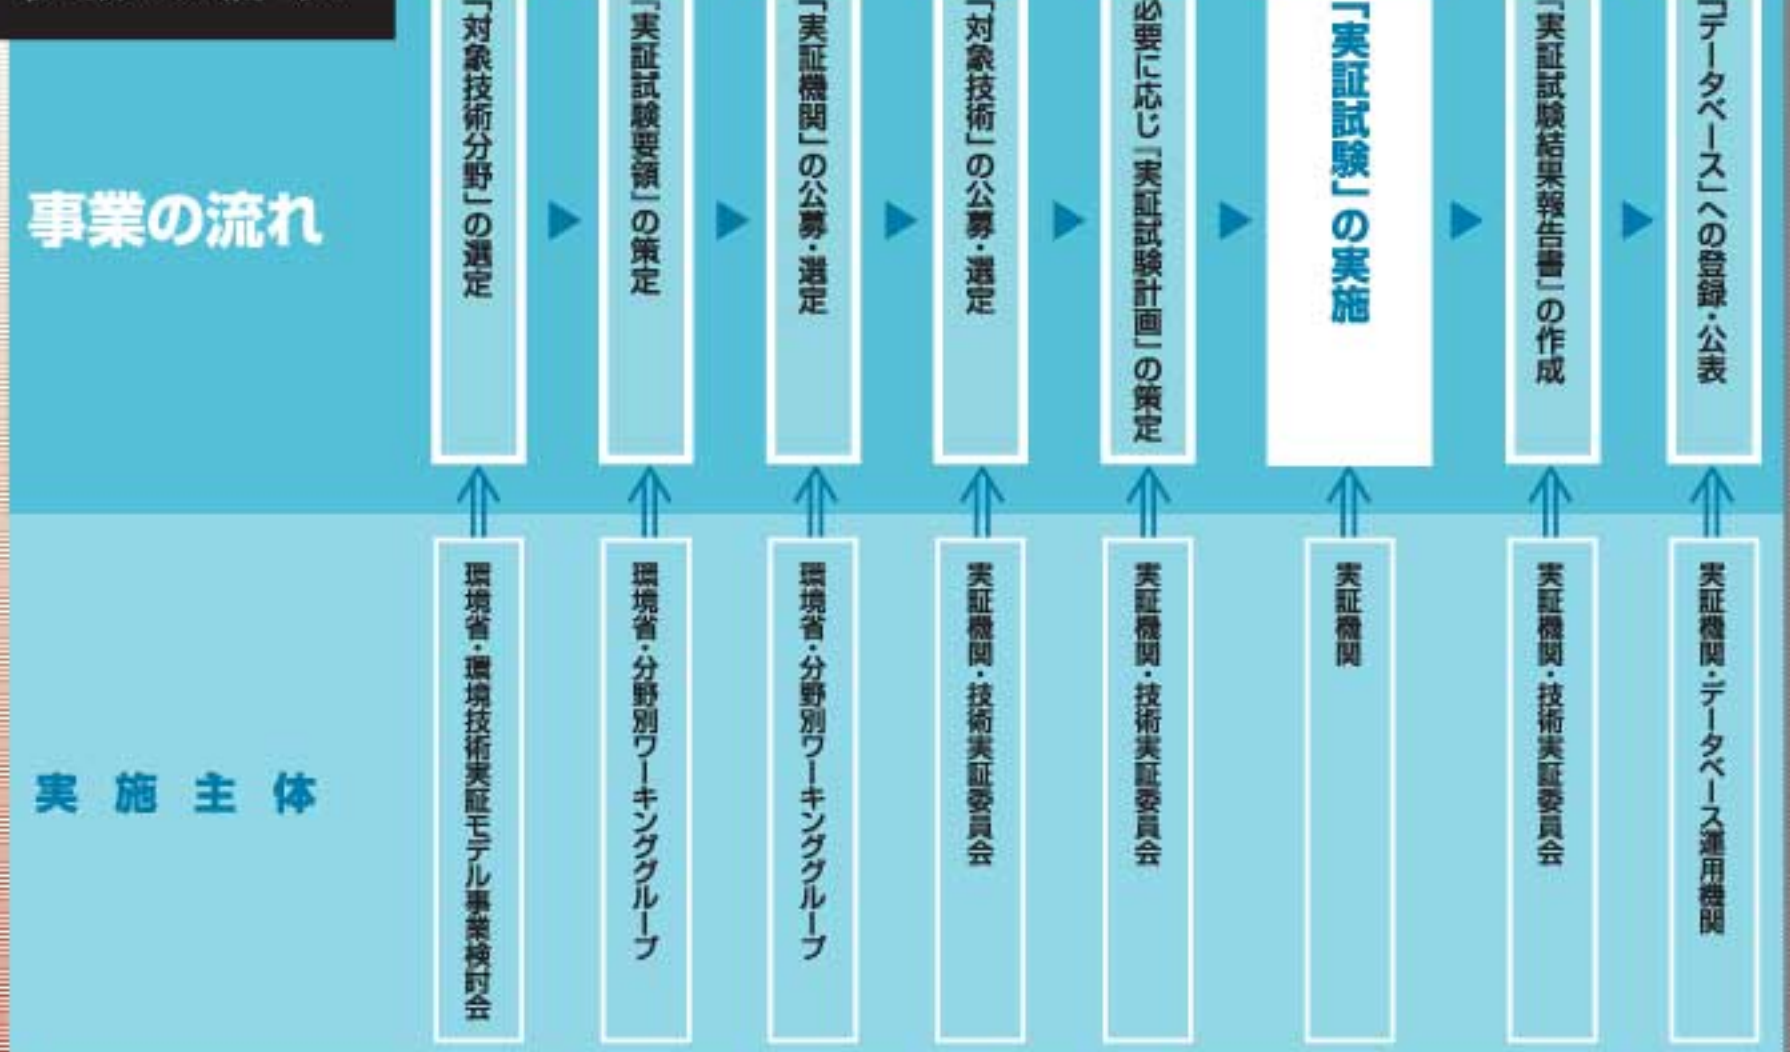 事業の流れ
「対象技術分野」の選定
『実証試験要領』の策定
「実証機関」の公募・選定
「対象技術」の公募・選定
必要に応じ『実証試験計画』の策定
「実証試験」の実施
『実証試験結果報告書』の作成
「データベース」への登録・公表
実施主体
環境省・環境技術実証モデル事業検討会
環境省・分野別ワーキンググループ
環境省・分野別ワーキンググループ
実証機関・技術実証委員会
実証機関・技術実証委員会
実証機関
実証機関・技術実証委員会
実証機関・データベース運用機関